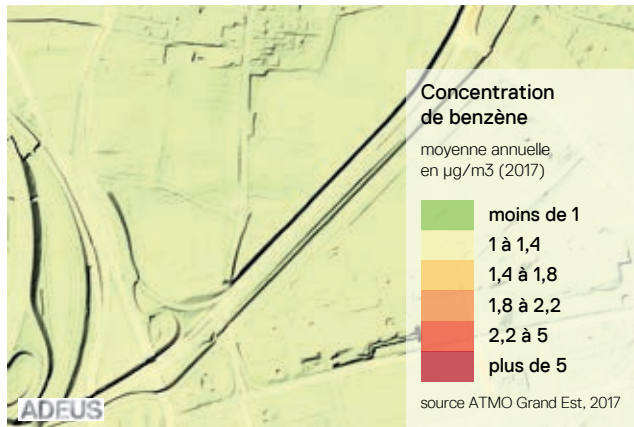 Concentration
de benzène
moyenne annuelle
en µg/m3 (2017)
moins de 1
1 à 1,4
1,4 à 1,8
1,8 à 2,2
2,2 à 5
plus de 5
source ATMO Grand Est, 2017
ADEUS